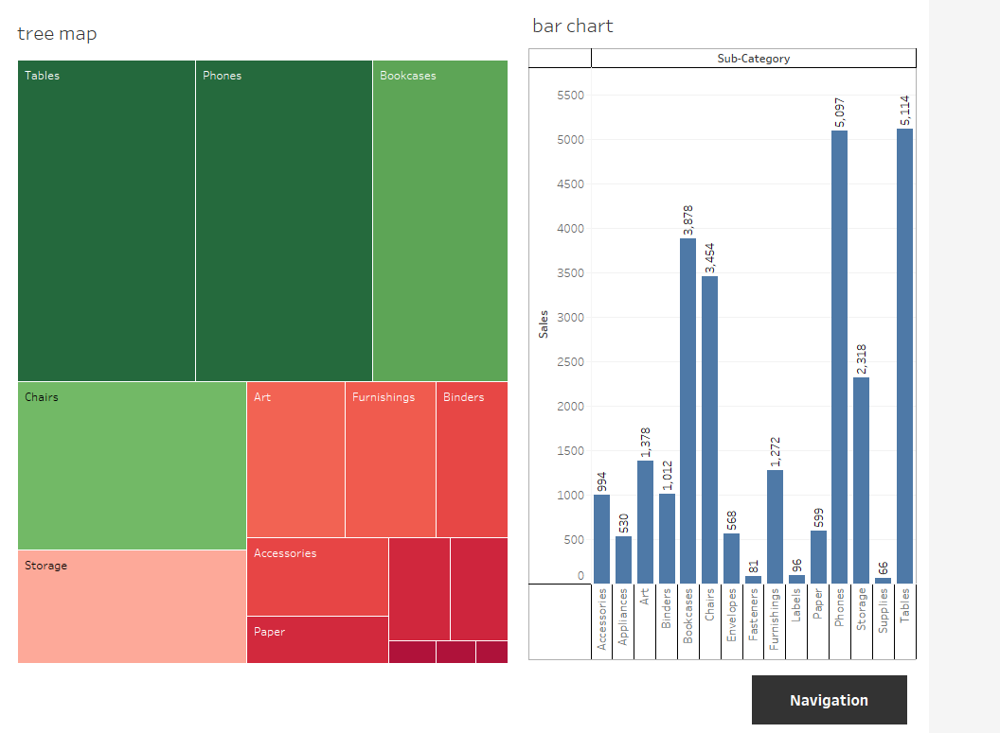 tree map
Tables
Phones
Bookcases
Chairs
Art
Furnishings
Binders
Storage
Accessories
Paper
bar chart
Sub-Category
5500
5000
4500
4000
3500
3000
2500
2000
1500
1000
500
0
Sales
994
530
1,378
1,012
3,878
3,454
568
81
1,272
96
599
5,097
2,318
66
5,114
Accessories
Appliances
Art
Binders
Bookcases
Chairs
Envelopes
Fasteners
Furnishings
Labels
Paper
Phones
Storage
Supplies
Tables
Navigation